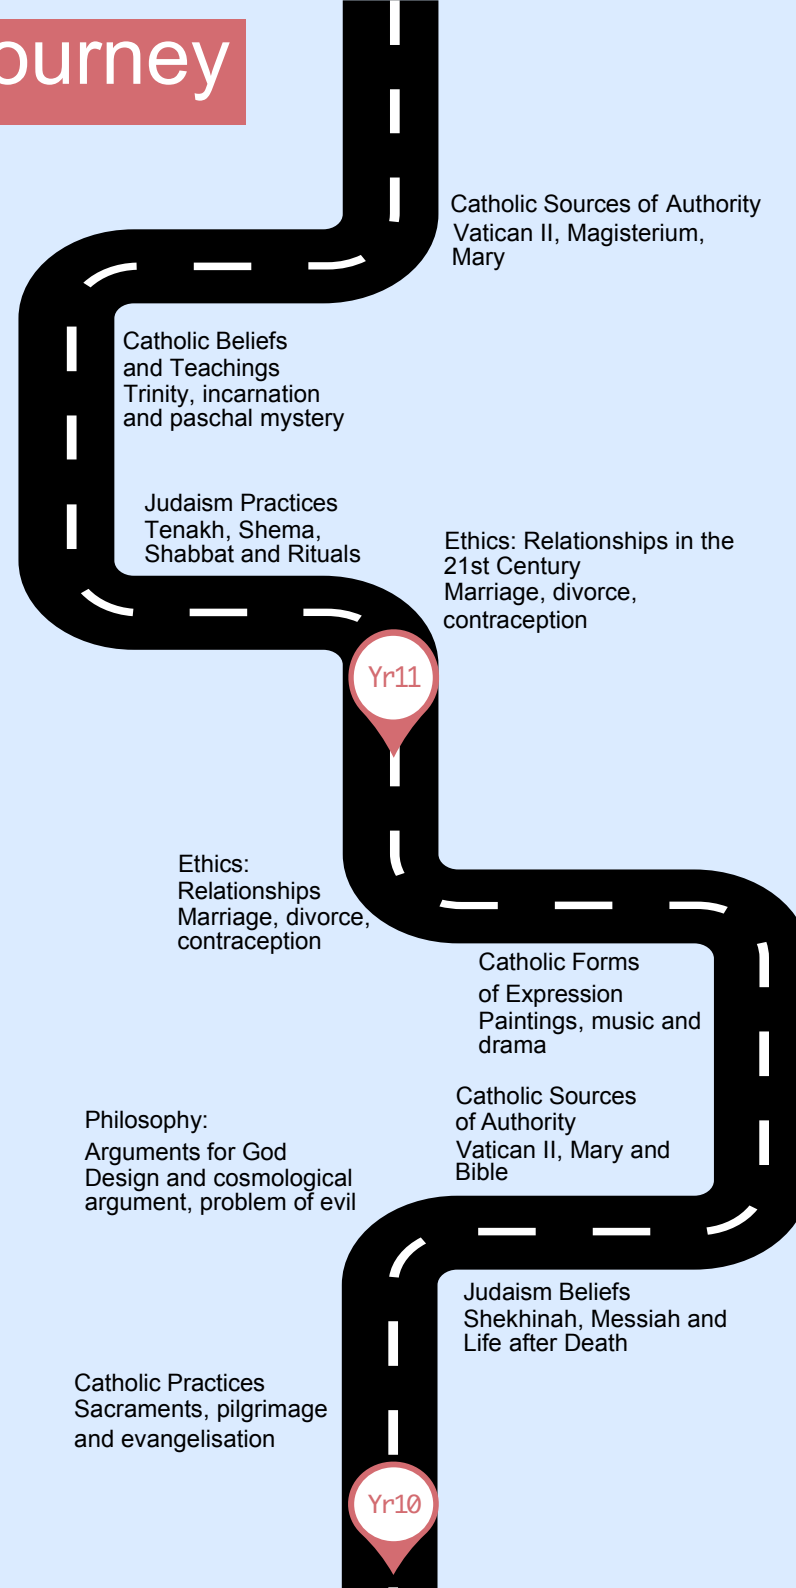 ourney
Catholic Sources of Authority
Vatican II, Magisterium,
Mary
Catholic Beliefs
and Teachings
Trinity, incarnation
and paschal mystery
Judaism Practices
Tenakh, Shema,
Shabbat and Rituals
Ethics: Relationships in the
21st Century
Marriage, divorce,
contraception
Yr11
Ethics:
Relationships
Marriage, divorce,
contraception
Catholic Forms
of Expression
Paintings, music and
drama
Catholic Sources
of Authority
Vatican II, Mary and
Bible
Philosophy:
Arguments for God
Design and cosmological
argument, problem of evil
Judaism Beliefs
Shekhinah, Messiah and
Life after Death
Catholic Practices
Sacraments, pilgrimage
and evangelisation
Yr10